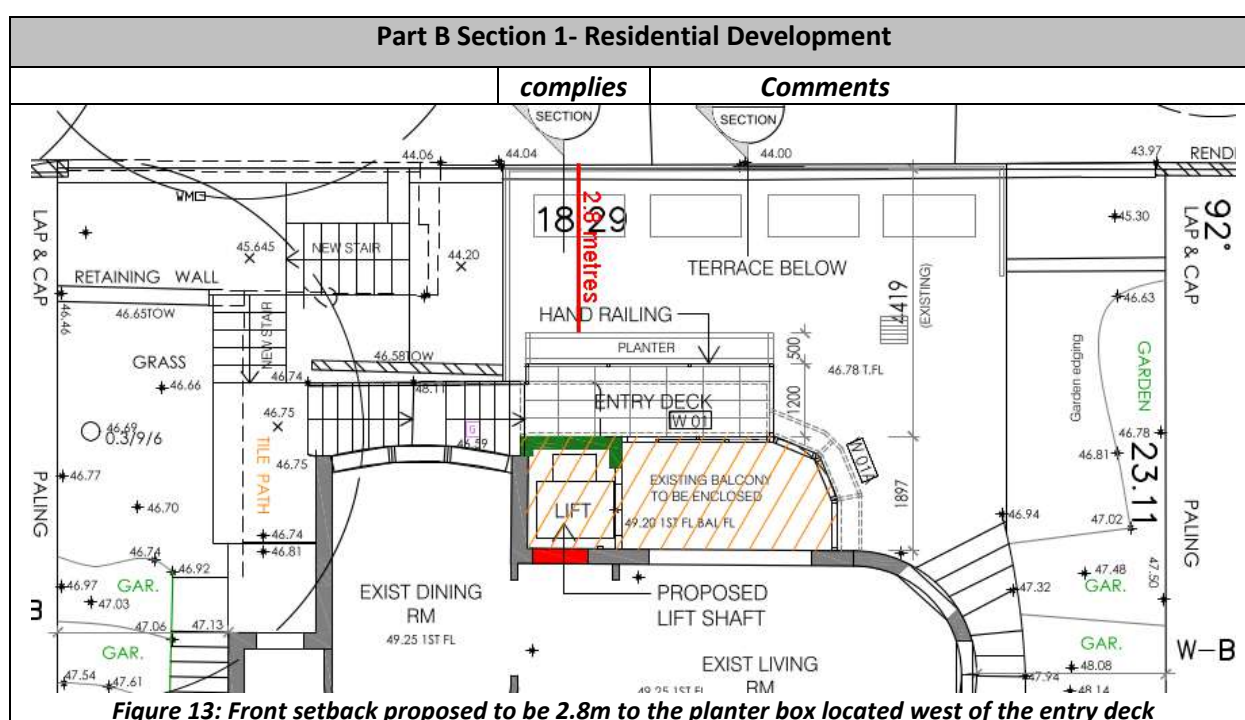 Part B Section 1- Residential Development
complies
Comments
SECTION
SECTION
44.06
44.04
44.00
43.97
RENDI
WM
LAP & CAP
18.29
2.8 metres
45.30
92°
LAP & CAP
45.645
NEW STAIR
44.20
TERRACE BELOW
RETAINING WALL
4419
(EXISTING)
46.63
46.65TOW
46.46
HAND RAILING
NEW STAIR
PLANTER
500
GRASS
46.58TOW
46.78 T.FL
Garden edging
GARDEN
46.66
46.74
48.11
ENTRY DECK
1200
46.75
W 01
46.69
0.3/9/6
G
46.59
46.78
46.81
23.11
TILE PATH
46.75
W 01A
PALING
46.77
EXISTING BALCONY
TO BE ENCLOSED
1897
PALING
46.70
LIFT
49.20 1ST FL.BAL FL
46.94
47.02
46.74
46.81
46.74
46.92
47.50
46.97
GAR.
47.03
EXIST DINING
RM
49.25 1ST FL
PROPOSED
LIFT SHAFT
47.32
47.48
GAR.
47.06
47.13
GAR.
EXIST LIVING
RM
49.25 1ST FL
GAR.
W-B
47.54
47.61
47.94
48.08
48.14
Figure 13: Front setback proposed to be 2.8m to the planter box located west of the entry deck